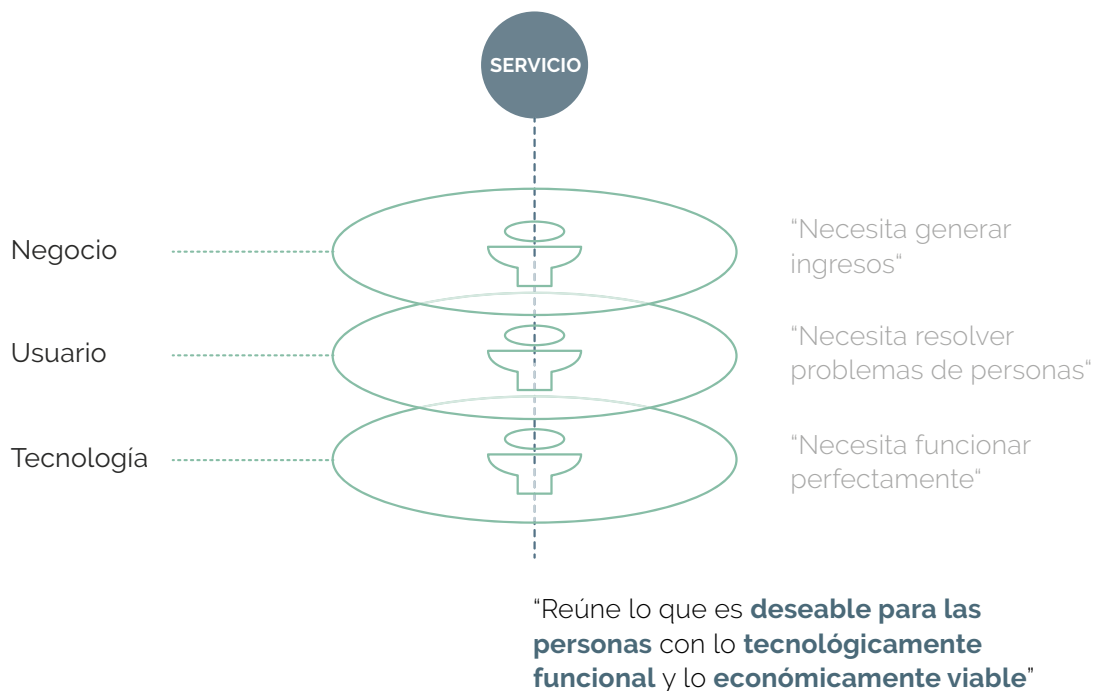 SERVICIO
Negocio
“Necesita generar
ingresos“
Usuario
“Necesita resolver
problemas de personas“
Tecnología
“Necesita funcionar
perfectamente“
“Reúne lo que es deseable para las
personas con lo tecnológicamente
funcional y lo económicamente viable”